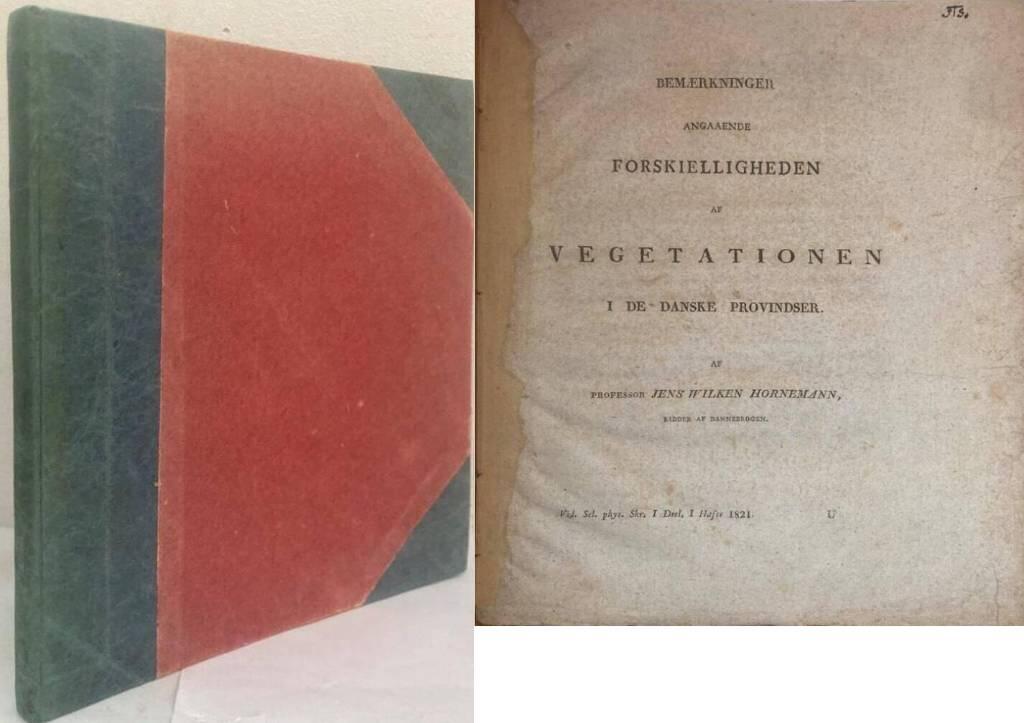 BEMÆRKNINGER
ANGAAENDE
FORSKIELLIGHEDEN
AF
VEGETATIONEN
I DE DANSKE PROVINDSER.
AF
PROFESSOR JENS WILKEN HORNEMANN,
RIDDER AF DANNEBROGEN.
Vid. Sel. phys. Skr. I Deel, I Hæfte 1821. U